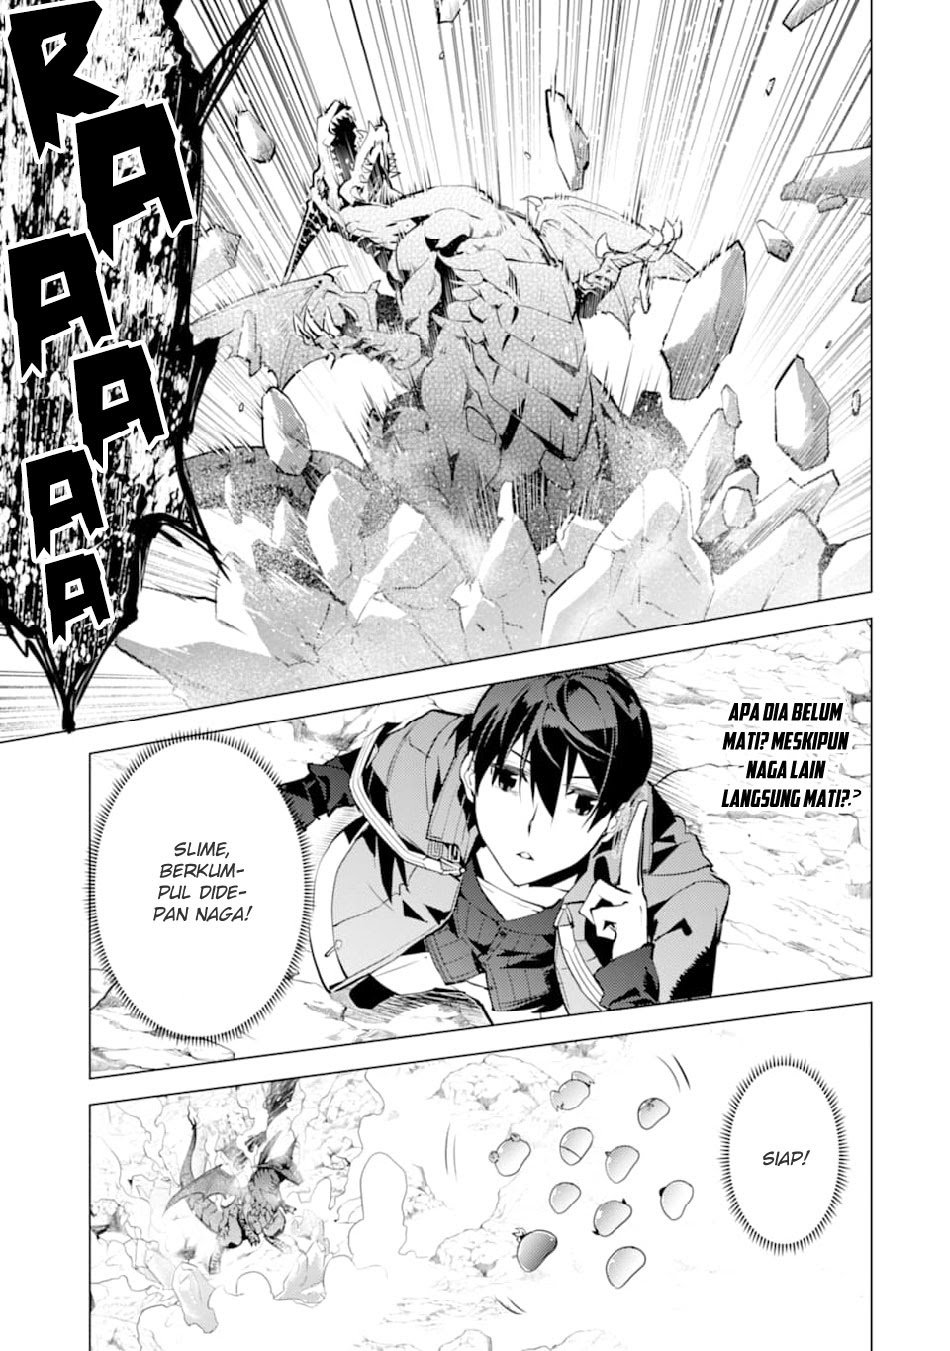 RAAAAAA
APA DIA BELUM
MATI? MESKIPUN
NAGA LAIN
LANGSUNG MATI?.?
SLIME,
BERKUM-
PUL DIDE-
PAN NAGA!
SIAP!